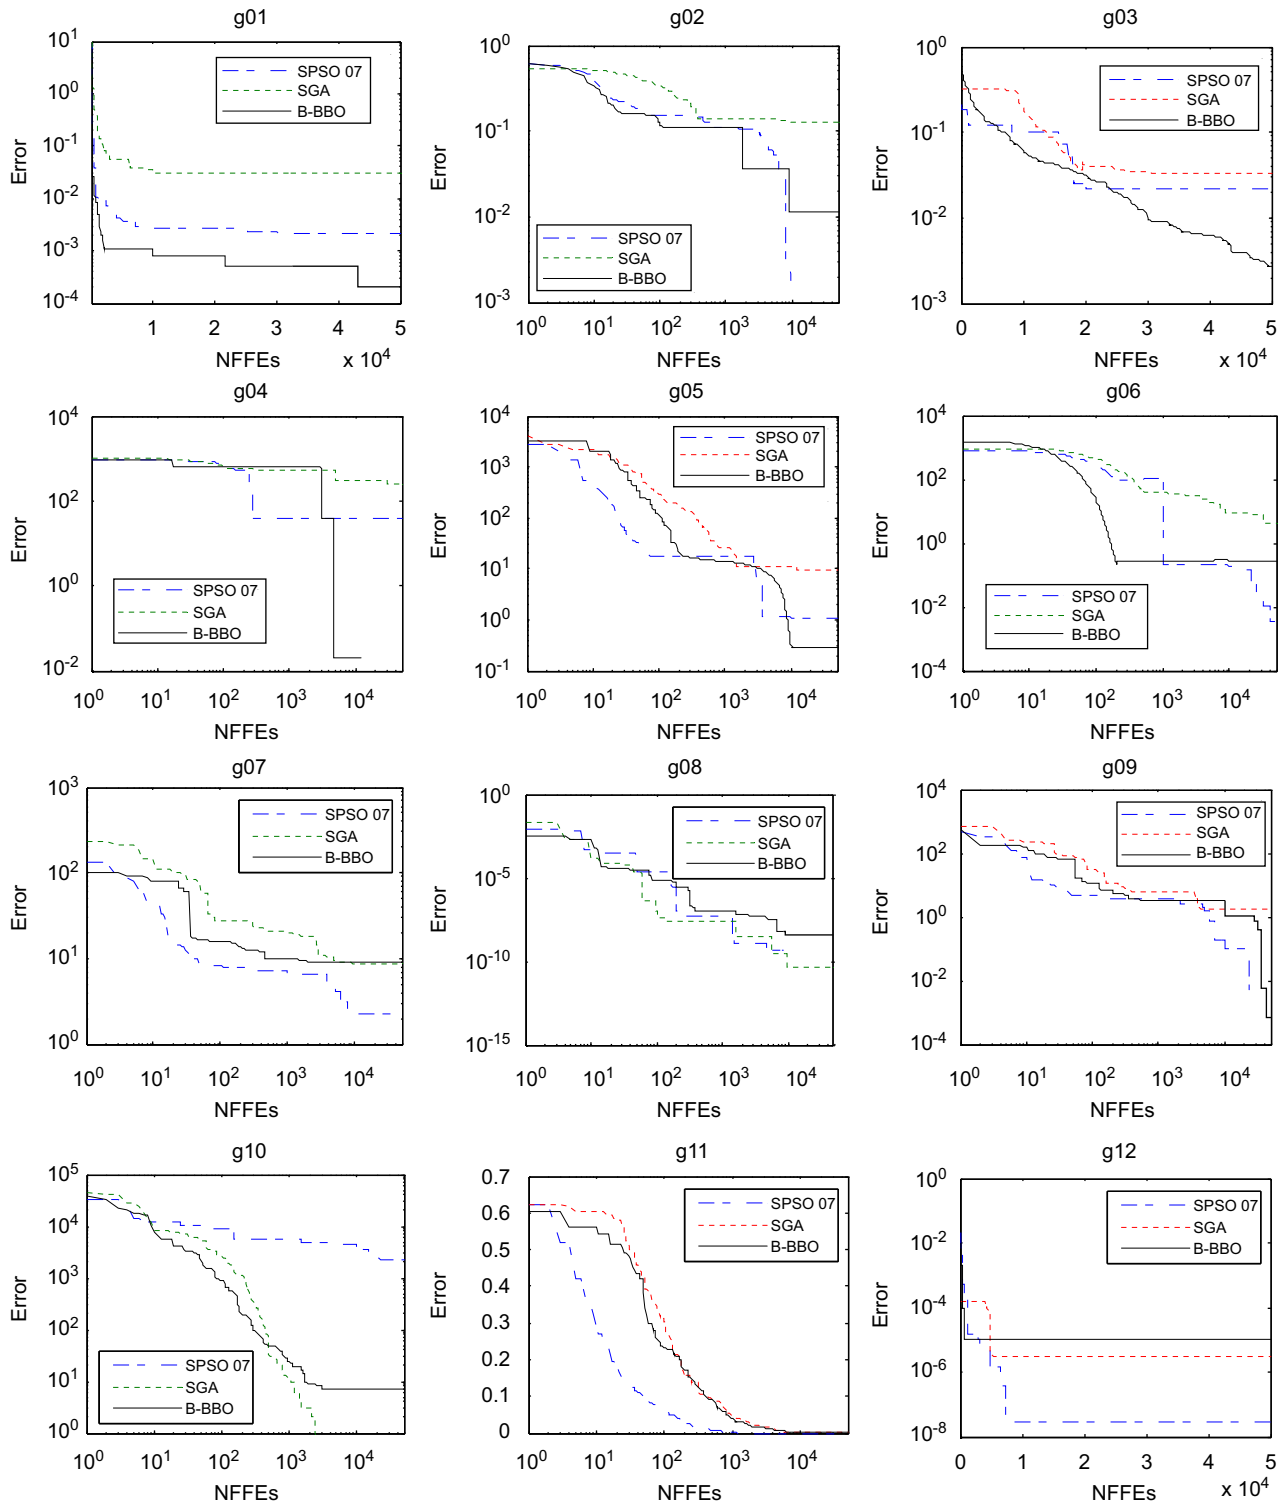 g01
10^1
10^0
10^-1
10^-2
10^-3
10^-4
Error
SPSO 07
SGA
B-BBO
1 2 3 4 5
NFFEs x 10^4
g02
10^0
10^-1
10^-2
10^-3
Error
SPSO 07
SGA
B-BBO
10^0 10^1 10^2 10^3 10^4
NFFEs
g03
10^0
10^-1
10^-2
10^-3
Error
SPSO 07
SGA
B-BBO
0 1 2 3 4 5
NFFEs x 10^4
g04
10^4
10^2
10^0
10^-2
Error
SPSO 07
SGA
B-BBO
10^0 10^1 10^2 10^3 10^4
NFFEs
g05
10^4
10^3
10^2
10^1
10^0
10^-1
Error
SPSO 07
SGA
B-BBO
10^0 10^1 10^2 10^3 10^4
NFFEs
g06
10^4
10^2
10^0
10^-2
10^-4
Error
SPSO 07
SGA
B-BBO
10^0 10^1 10^2 10^3 10^4
NFFEs
g07
10^3
10^2
10^1
10^0
Error
SPSO 07
SGA
B-BBO
10^0 10^1 10^2 10^3 10^4
NFFEs
g08
10^0
10^-5
10^-10
10^-15
Error
SPSO 07
SGA
B-BBO
10^0 10^1 10^2 10^3 10^4
NFFEs
g09
10^4
10^2
10^0
10^-2
10^-4
Error
SPSO 07
SGA
B-BBO
10^0 10^1 10^2 10^3 10^4
NFFEs
g10
10^5
10^4
10^3
10^2
10^1
10^0
Error
SPSO 07
SGA
B-BBO
10^0 10^1 10^2 10^3 10^4
NFFEs
g11
0.7
0.6
0.5
0.4
0.3
0.2
0.1
0
Error
SPSO 07
SGA
B-BBO
10^0 10^1 10^2 10^3 10^4
NFFEs
g12
10^0
10^-2
10^-4
10^-6
10^-8
Error
SPSO 07
SGA
B-BBO
0 1 2 3 4 5
NFFEs x 10^4